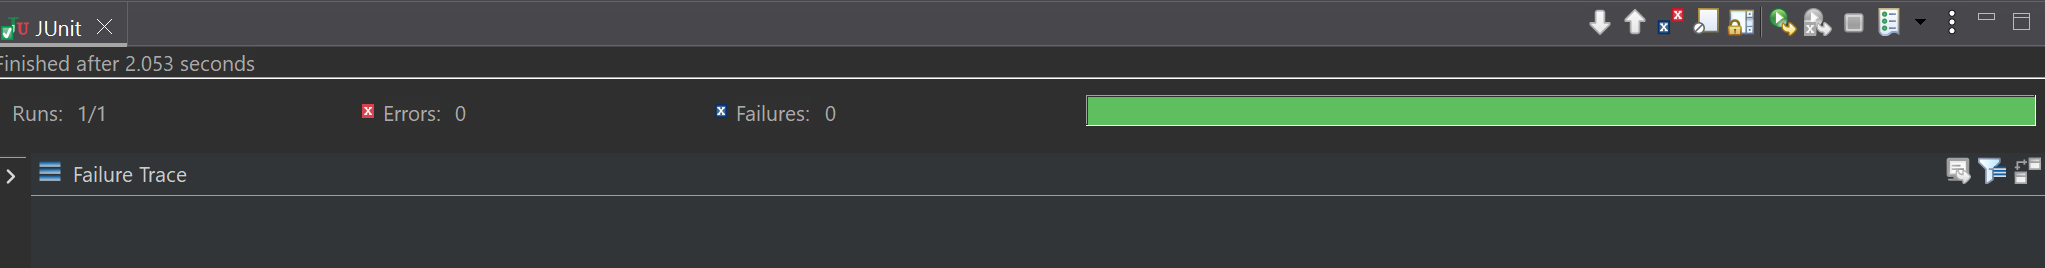 JUnit
Finished after 2.053 seconds
Runs: 1/1 Errors: 0 Failures: 0
Failure Trace